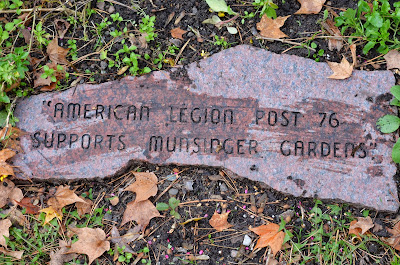 "AMERICAN LEGION POST 76
SUPPORTS MUNSINGER GARDENS"